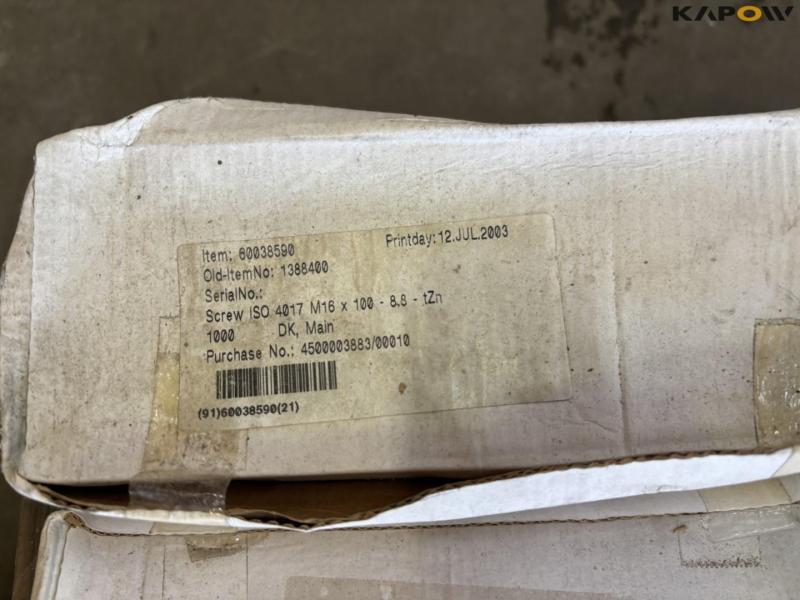 KAPOW
Item: 60038590
Printday: 12.JUL.2003
Old-ItemNo: 1388400
SerialNo.:
Screw ISO 4017 M16 x 100 - 8.8 - tZn
1000 DK, Main
Purchase No.: 4500003883/00010
(91)60038590(21)